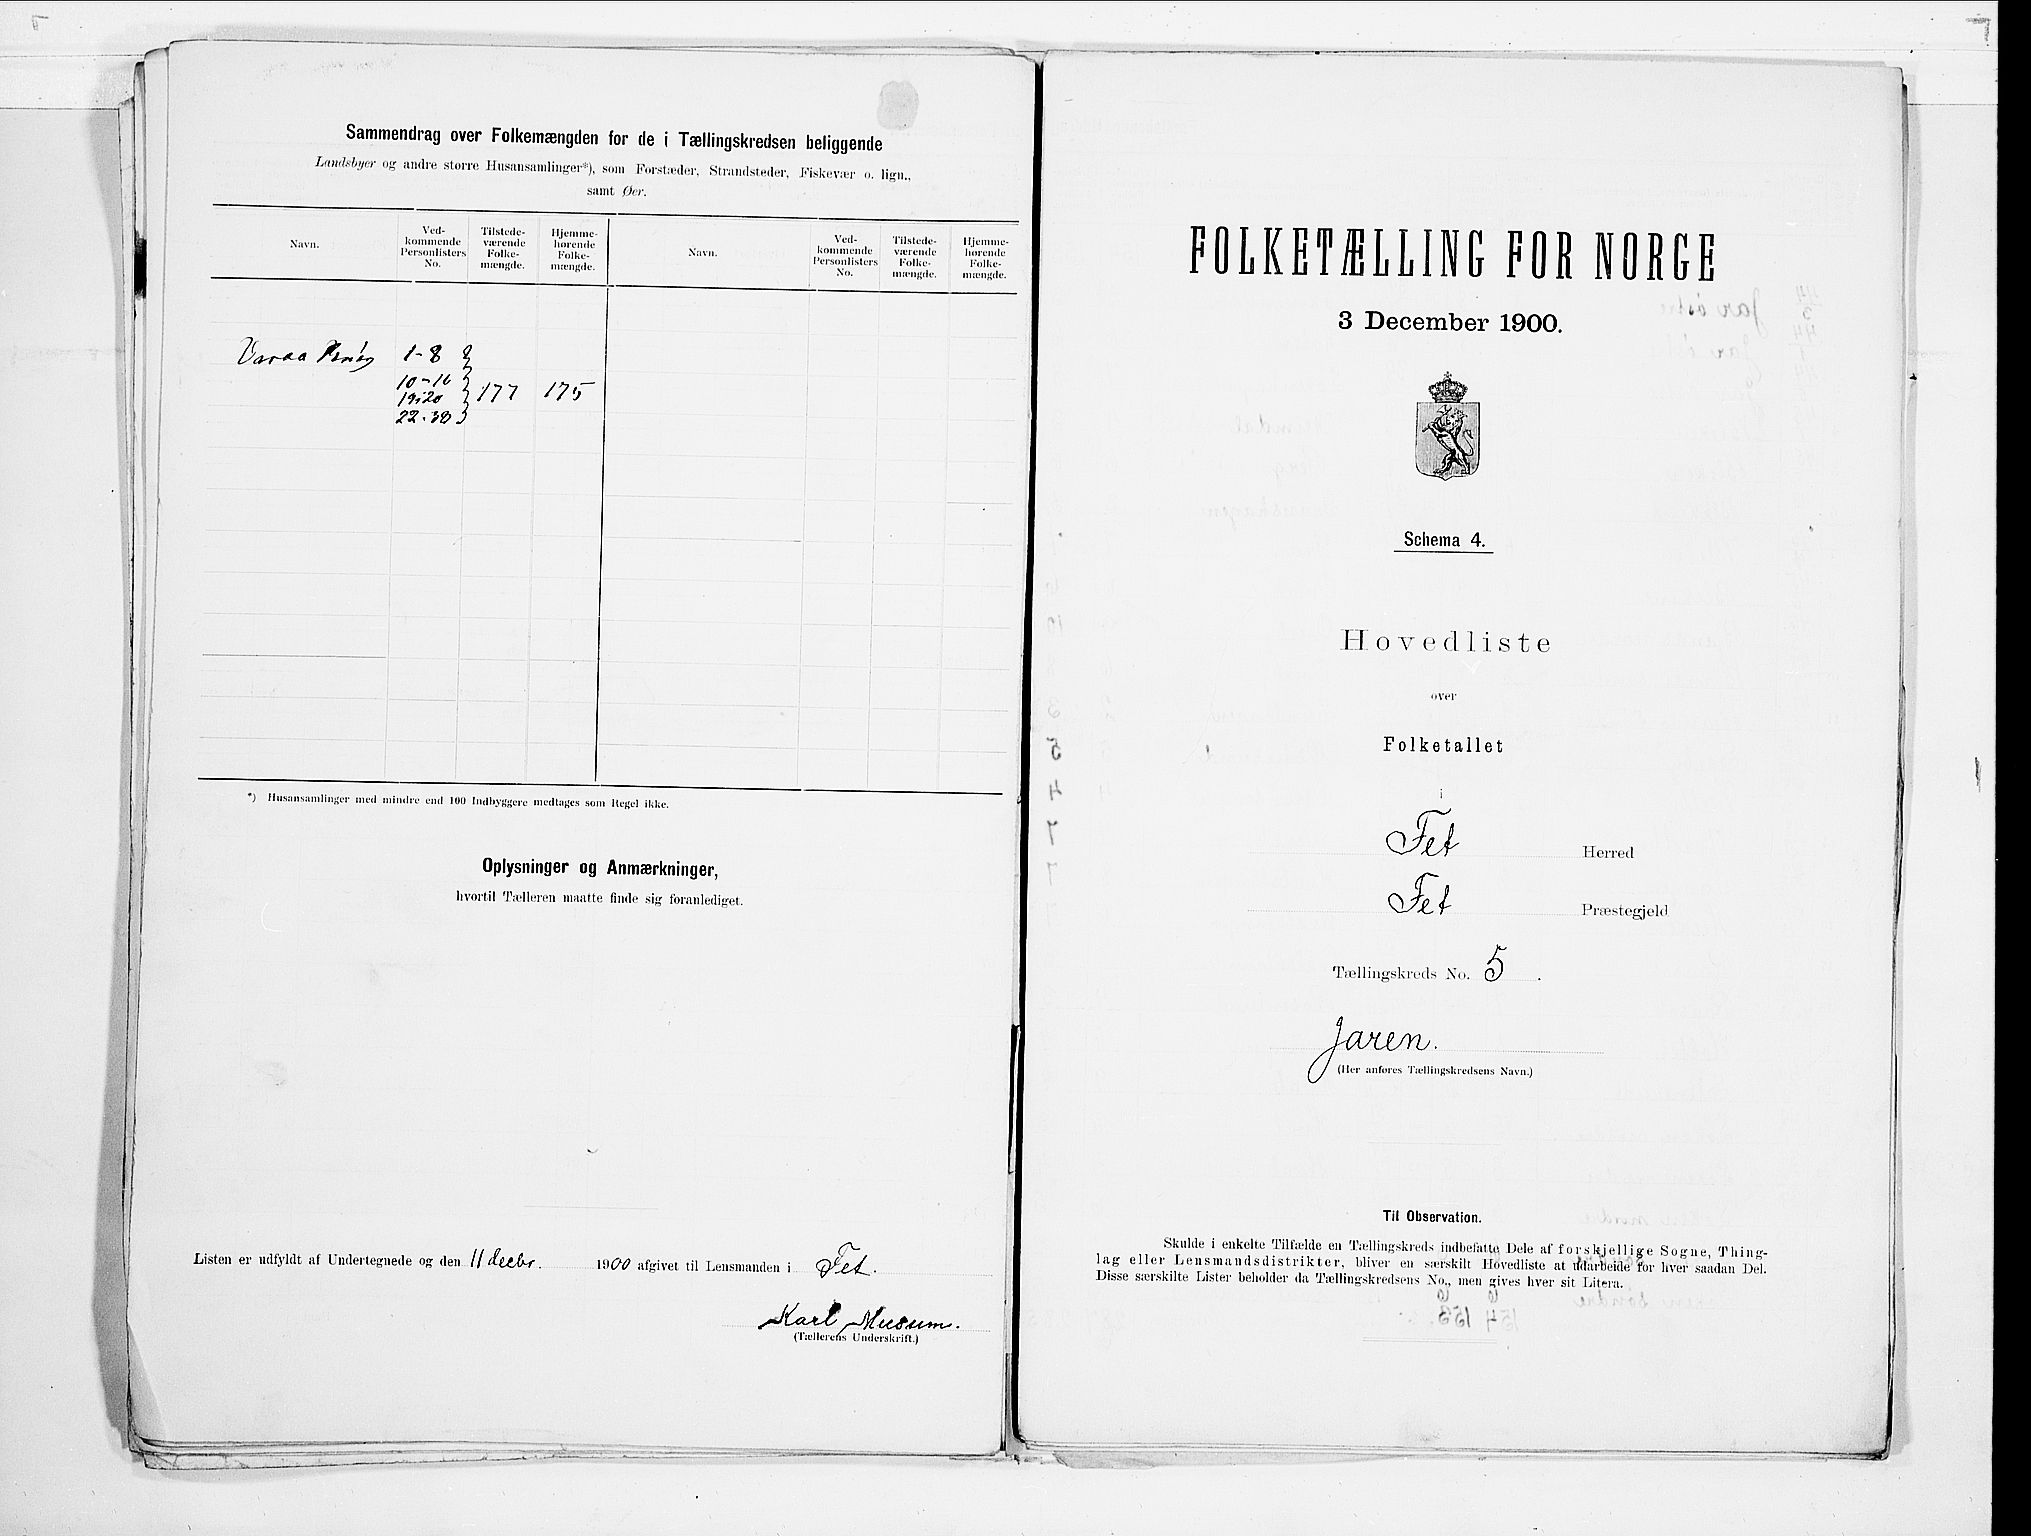 Sammendrag over Folkemængden for de i Tællingskredsen beliggende
Landsbyer og andre større Husansamlinger*), som Forstæder, Strandsteder, Fiskevær o. lign.,
samt Øer.
Navn.
Ved-
kommende
Personlisters
No.
Tilstede-
værende
Folke-
mængde.
Hjemme-
hørende
Folke-
mængde.
Navn.
Ved-
kommende
Personlisters
No.
Tilstede-
værende
Folke-
mængde.
Hjemme-
hørende
Folke-
mængde.
1-8
10-16
19-20 177 175
22-38
*) Husansamlinger med mindre end 100 Indbyggere medtages som Regel ikke.
Oplysninger og Anmærkninger,
hvortil Tælleren maatte finde sig foranlediget.
Listen er udfyldt af Undertegnede og den 11 decbr. 1900 afgivet til Lensmanden i Fet.
Karl Musum.
(Tællerens Underskrift.)
FOLKETÆLLING FOR NORGE
3 December 1900.
Schema 4.
Hovedliste
over
Folketallet
i
Fet Herred
Fet Præstegjeld
Tællingskreds No. 5.
Jaren.
(Her anføres Tællingskredsens Navn.)
Til Observation.
Skulde i enkelte Tilfælde en Tællingskreds indbefatte Dele af forskjellige Sogne, Thing-
lag eller Lensmandsdistrikter, bliver en særskilt Hovedliste at udarbeide for hver saadan Del.
Disse særskilte Lister beholder da Tællingskredsens No., men gives hver sit Litera.